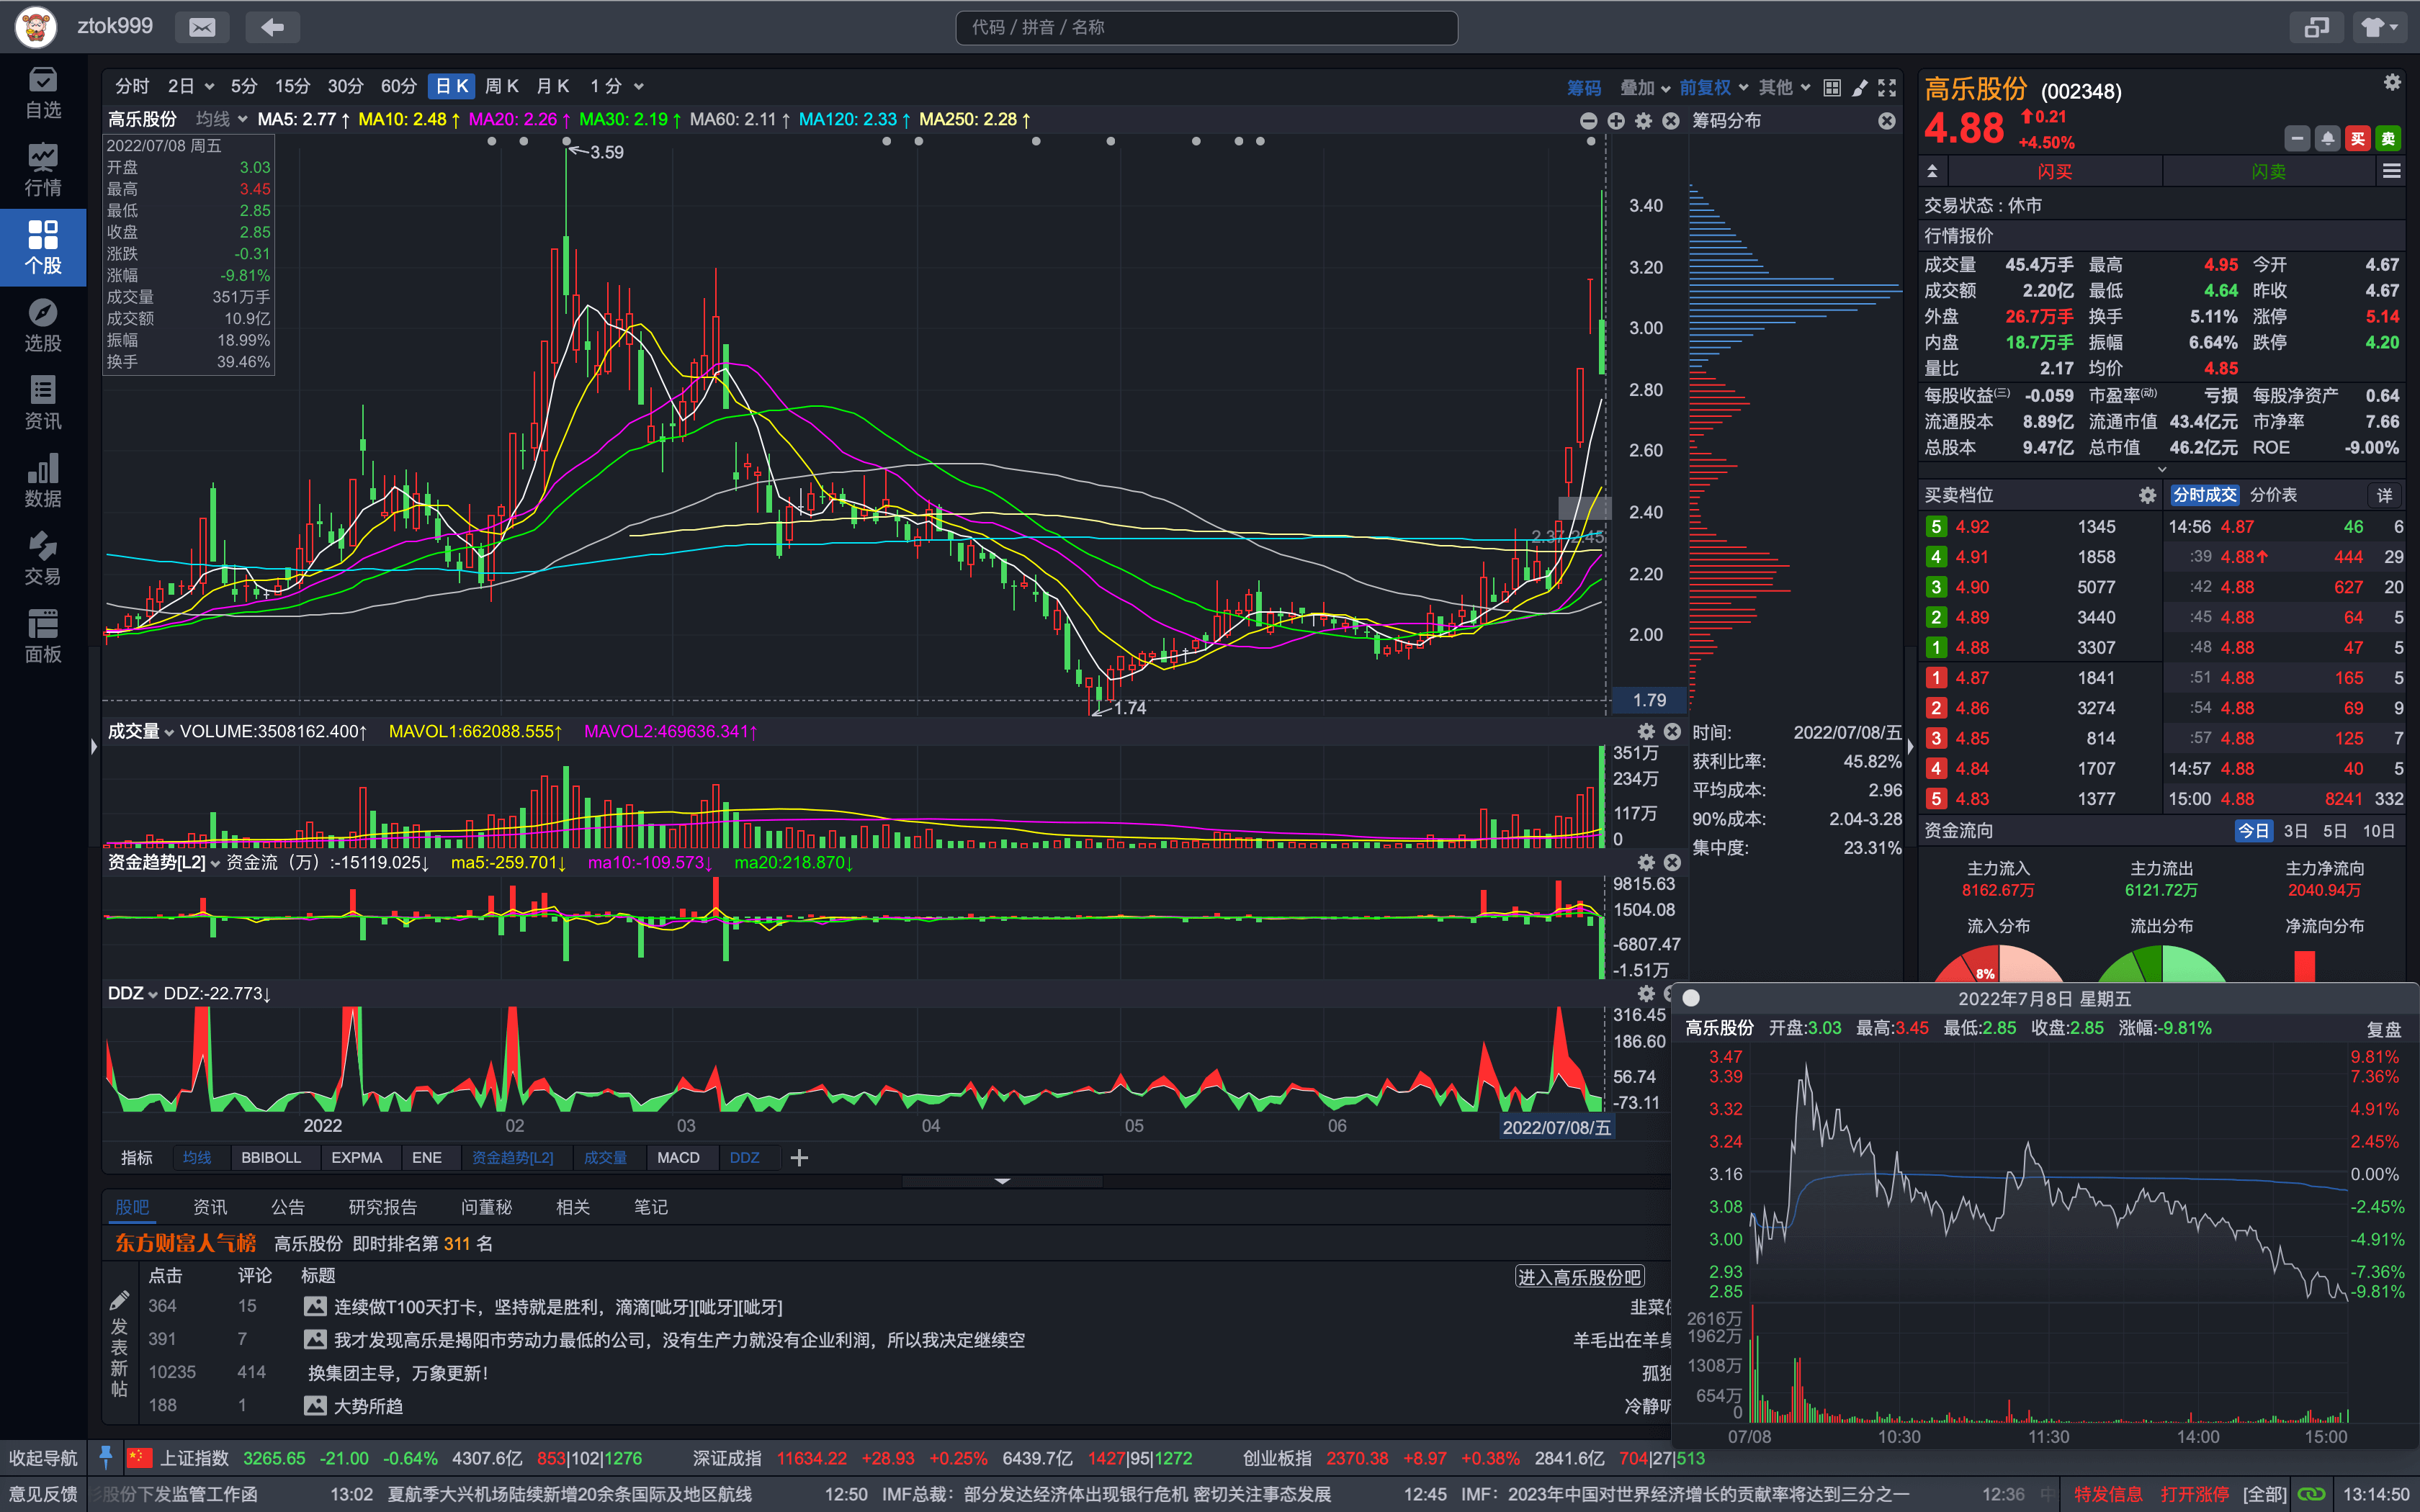 ztok999
代码 / 拼音 / 名称
自选
行情
个股
选股
资讯
数据
交易
面板
分时 2日 5分 15分 30分 60分 日K 周K 月K 1分 筹码 叠加 前复权 其他
高乐股份 均线 MA5: 2.77↑ MA10: 2.48↑ MA20: 2.26↑ MA30: 2.19↑ MA60: 2.11↑ MA120: 2.33↑ MA250: 2.28↑
筹码分布
2022/07/08 周五
开盘 3.03
最高 3.45
最低 2.85
收盘 2.85
涨跌 -0.31
涨幅 -9.81%
成交量 351万手
成交额 10.9亿
振幅 18.99%
换手 39.46%
3.59
3.40
3.20
3.00
2.80
2.60
2.40
2.37-2.45
2.20
2.00
1.79
1.74
成交量 VOLUME:3508162.400↑ MAVOL1:662088.555↑ MAVOL2:469636.341↑
351万
234万
117万
0
资金趋势[L2] 资金流（万）:-15119.025↓ ma5:-259.701↓ ma10:-109.573↓ ma20:218.870↓
9815.63
1504.08
-6807.47
-1.51万
DDZ DDZ:-22.773↓
316.45
186.60
56.74
-73.11
2022 02 03 04 05 06 2022/07/08/五
指标 均线 BBIBOLL EXPMA ENE 资金趋势[L2] 成交量 MACD DDZ
时间: 2022/07/08/五
获利比率: 45.82%
平均成本: 2.96
90%成本: 2.04-3.28
集中度: 23.31%
股吧 资讯 公告 研究报告 问董秘 相关 笔记
东方财富人气榜 高乐股份 即时排名第 311 名
点击 评论 标题 进入高乐股份吧
发表新帖
364 15 连续做T100天打卡，坚持就是胜利，滴滴[呲牙][呲牙][呲牙] 韭菜
391 7 我才发现高乐是揭阳市劳动力最低的公司，没有生产力就没有企业利润，所以我决定继续空 羊毛出在羊身
10235 414 换集团主导，万象更新！ 孤独
188 1 大势所趋 冷静
高乐股份 (002348)
4.88 0.21
+4.50%
买 卖
闪买 闪卖
交易状态 : 休市
行情报价
成交量 45.4万手 最高 4.95 今开 4.67
成交额 2.20亿 最低 4.64 昨收 4.67
外盘 26.7万手 换手 5.11% 涨停 5.14
内盘 18.7万手 振幅 6.64% 跌停 4.20
量比 2.17 均价 4.85
每股收益(三) -0.059 市盈率(动) 亏损 每股净资产 0.64
流通股本 8.89亿 流通市值 43.4亿元 市净率 7.66
总股本 9.47亿 总市值 46.2亿元 ROE -9.00%
买卖档位 分时成交 分价表 详
5 4.92 1345 14:56 4.87 46 6
4 4.91 1858 :39 4.88↑ 444 29
3 4.90 5077 :42 4.88 627 20
2 4.89 3440 :45 4.88 64 5
1 4.88 3307 :48 4.88 47 5
1 4.87 1841 :51 4.88 165 5
2 4.86 3274 :54 4.88 69 9
3 4.85 814 :57 4.88 125 7
4 4.84 1707 14:57 4.88 40 5
5 4.83 1377 15:00 4.88 8241 332
资金流向 今日 3日 5日 10日
主力流入 主力流出 主力净流向
8162.67万 6121.72万 2040.94万
流入分布 流出分布 净流向分布
8%
2022年7月8日 星期五
高乐股份 开盘:3.03 最高:3.45 最低:2.85 收盘:2.85 涨幅:-9.81% 复盘
3.47 9.81%
3.39 7.36%
3.32 4.91%
3.24 2.45%
3.16 0.00%
3.08 -2.45%
3.00 -4.91%
2.93 -7.36%
2.85 -9.81%
2616万
1962万
1308万
654万
0
07/08 10:30 11:30 14:00 15:00
收起导航 上证指数 3265.65 -21.00 -0.64% 4307.6亿 853|102|1276 深证成指 11634.22 +28.93 +0.25% 6439.7亿 1427|95|1272 创业板指 2370.38 +8.97 +0.38% 2841.6亿 704|27|513
意见反馈 股份下发监管工作函 13:02 夏航季大兴机场陆续新增20余条国际及地区航线 12:50 IMF总裁：部分发达经济体出现银行危机 密切关注事态发展 12:45 IMF：2023年中国对世界经济增长的贡献率将达到三分之一 12:36 特发信息 打开涨停 [全部] 13:14:50